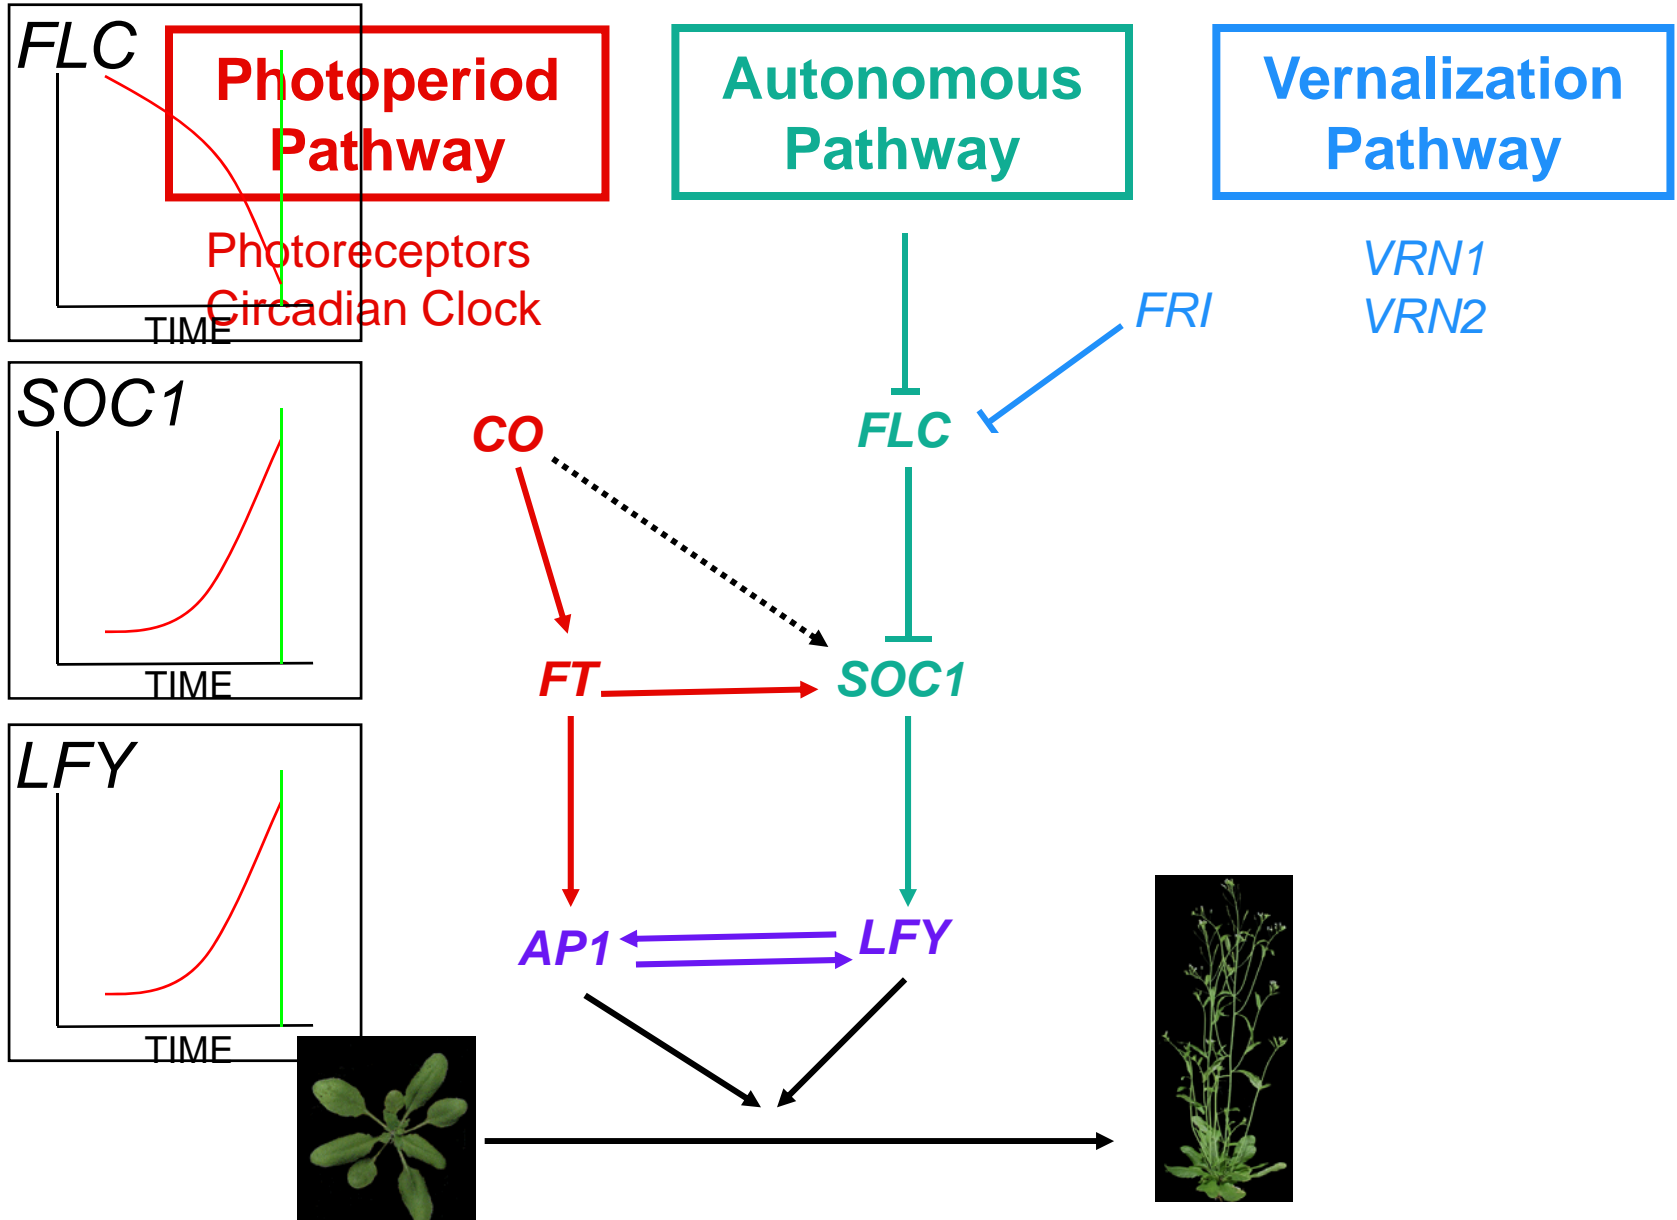 FLC
Photoperiod
Pathway
Autonomous
Pathway
Vernalization
Pathway
Photoreceptors
Circadian Clock
TIME
FRI
VRN1
VRN2
SOC1
CO
FLC
TIME
FT
SOC1
LFY
AP1
LFY
TIME